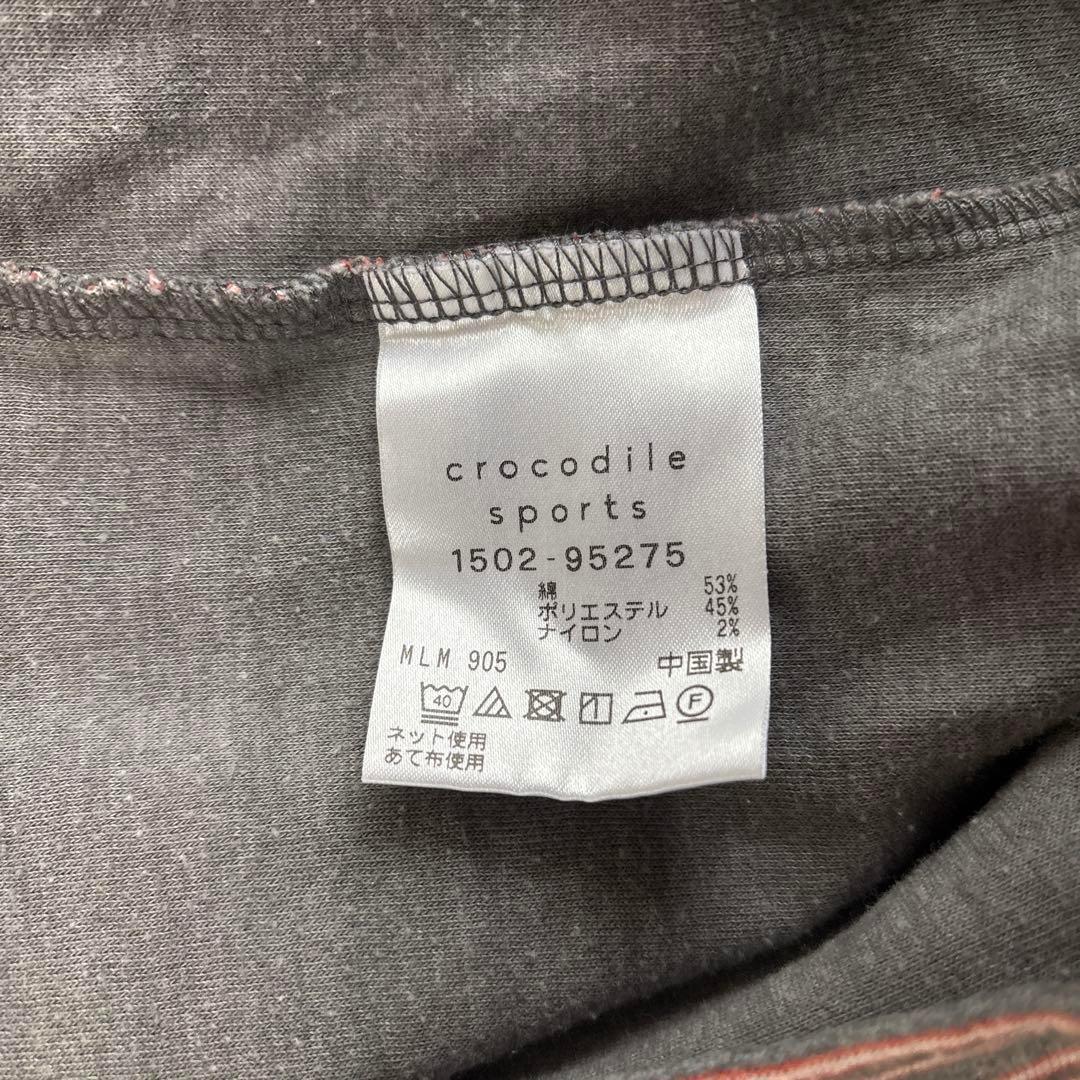 crocodile
sports
1502-95275
綿 53%
ポリエステル 45%
ナイロン 2%
MLM 905 中国製
40 F
ネット使用
あて布使用